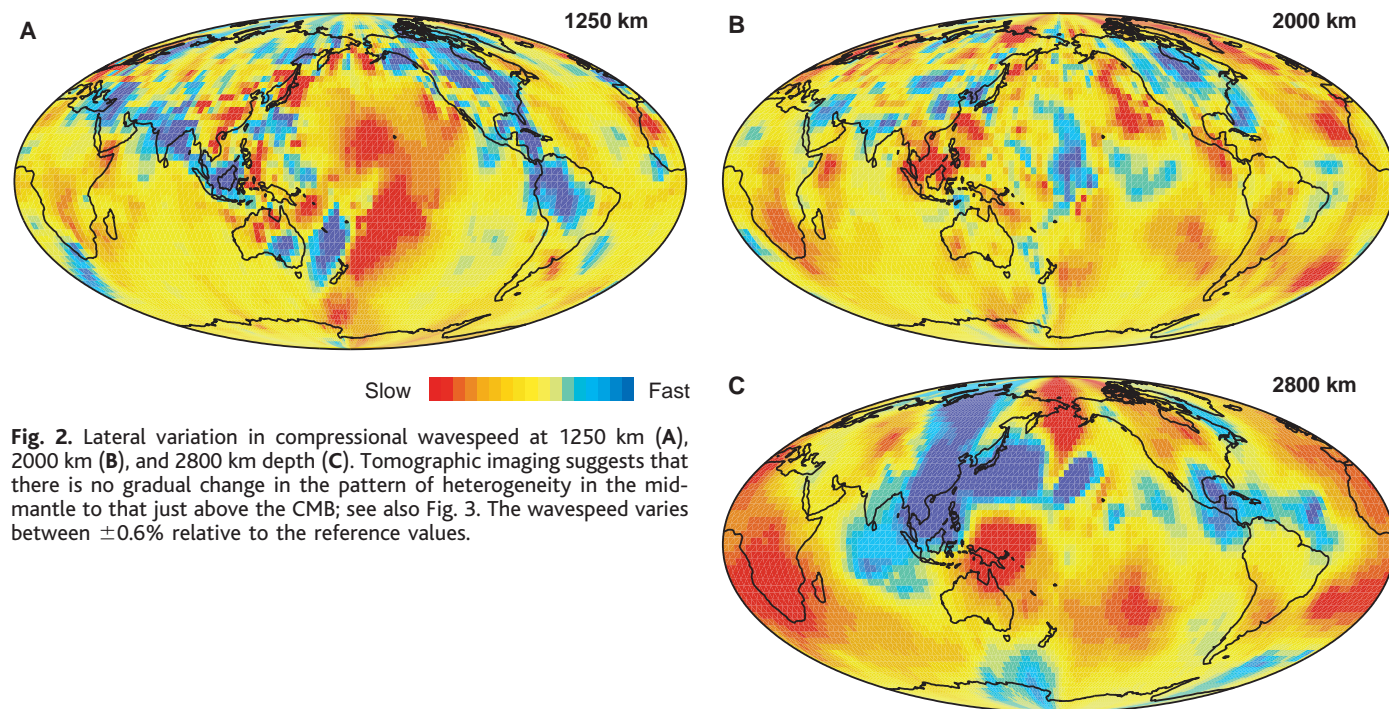 A
1250 km
B
2000 km
Slow
Fast
C
2800 km
Fig. 2. Lateral variation in compressional wavespeed at 1250 km (A),
2000 km (B), and 2800 km depth (C). Tomographic imaging suggests that
there is no gradual change in the pattern of heterogeneity in the mid-
mantle to that just above the CMB; see also Fig. 3. The wavespeed varies
between ±0.6% relative to the reference values.